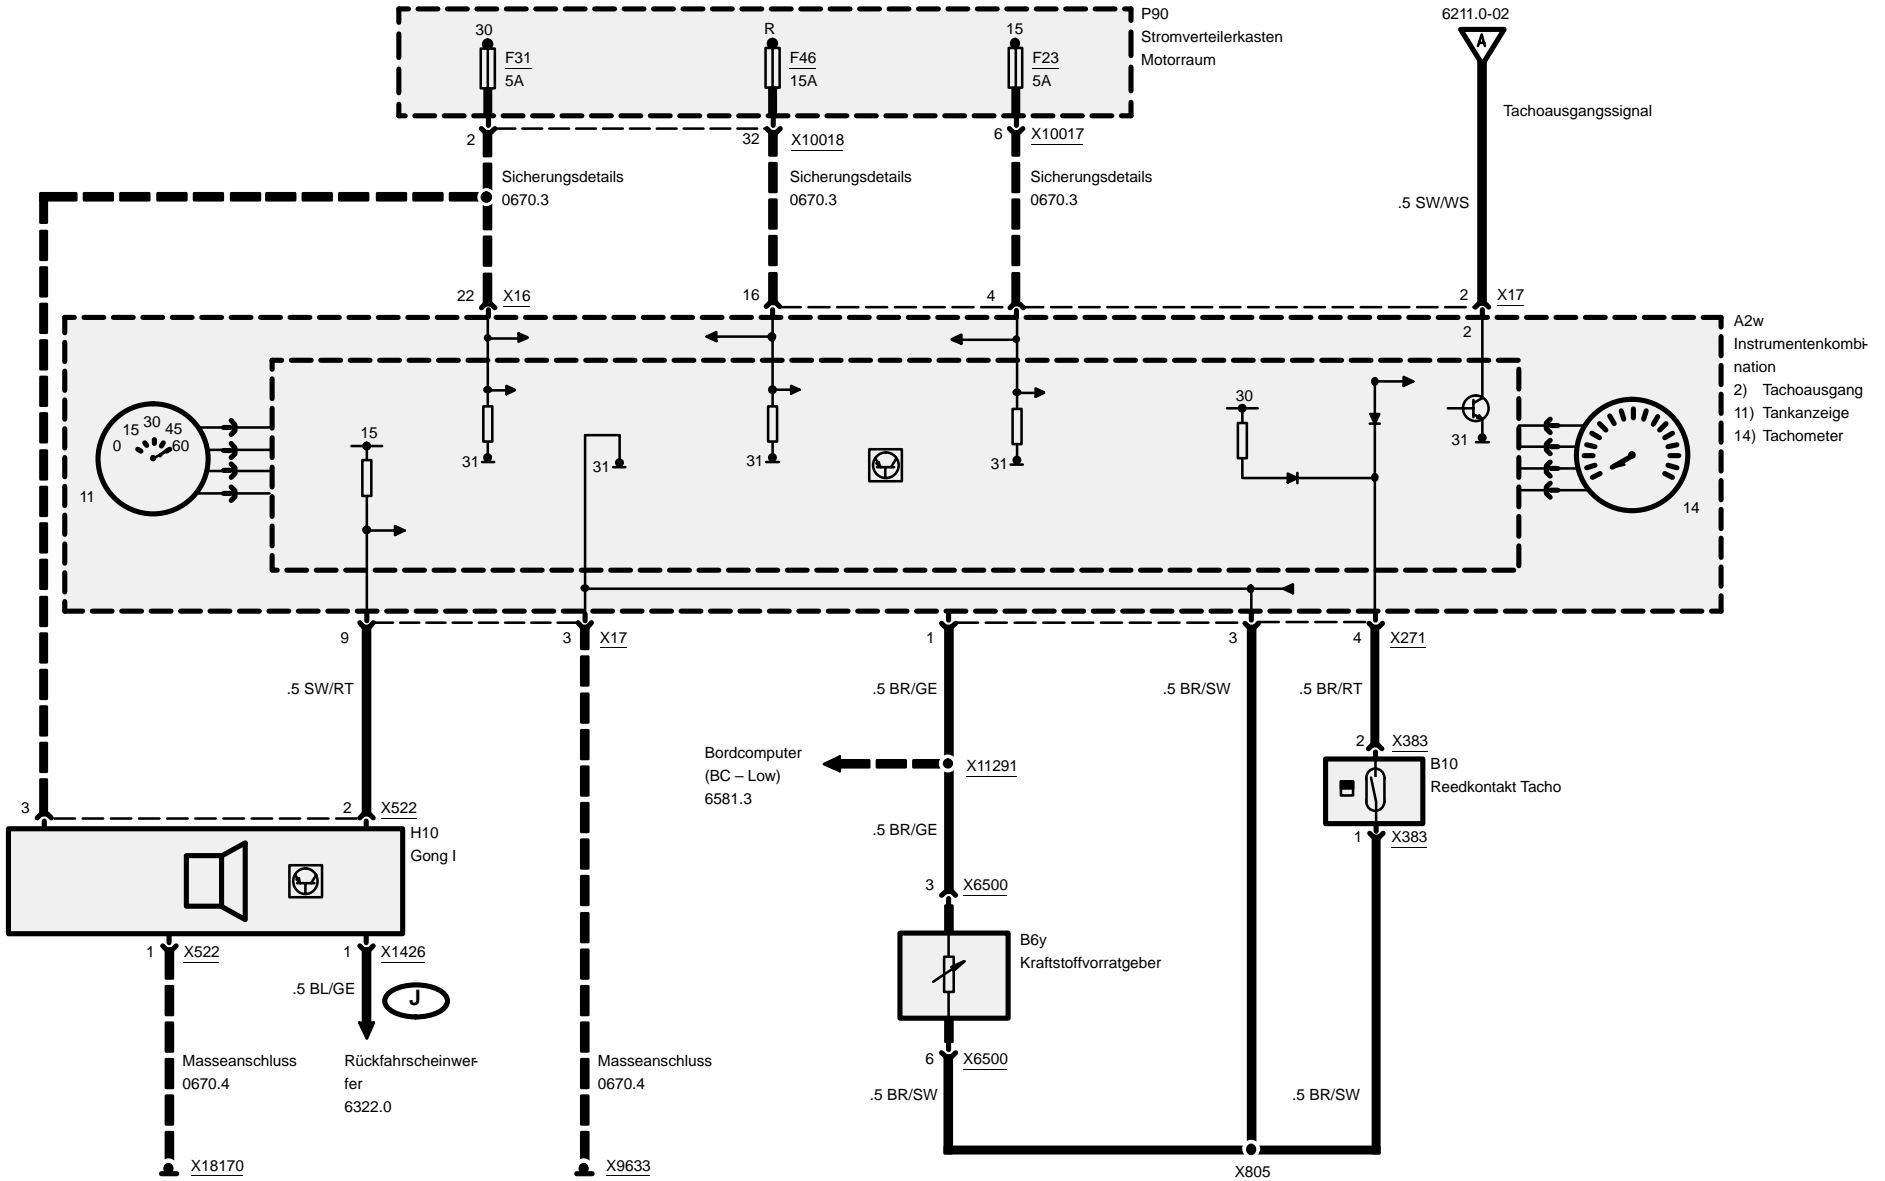 P90
Stromverteilerkasten
Motorraum
30
F31
5A
R
F46
15A
15
F23
5A
6211.0-02
A
Tachoausgangssignal
2
32
X10018
6
X10017
Sicherungsdetails
0670.3
Sicherungsdetails
0670.3
Sicherungsdetails
0670.3
.5 SW/WS
22
X16
16
4
2
X17
2
A2w
Instrumentenkombi-
nation
2) Tachoausgang
11) Tankanzeige
14) Tachometer
0
15
30
45
60
11
15
31
31
31
31
30
31
14
9
3
X17
1
3
4
X271
.5 SW/RT
.5 BR/GE
.5 BR/SW
.5 BR/RT
Bordcomputer
(BC – Low)
6581.3
X11291
2
X383
B10
Reedkontakt Tacho
1
X383
3
2
X522
H10
Gong I
.5 BR/GE
3
X6500
B6y
Kraftstoffvorratgeber
1
X522
1
X1426
.5 BL/GE
J
Masseanschluss
0670.4
Rückfahrscheinwer-
fer
6322.0
Masseanschluss
0670.4
6
X6500
.5 BR/SW
.5 BR/SW
X18170
X9633
X805